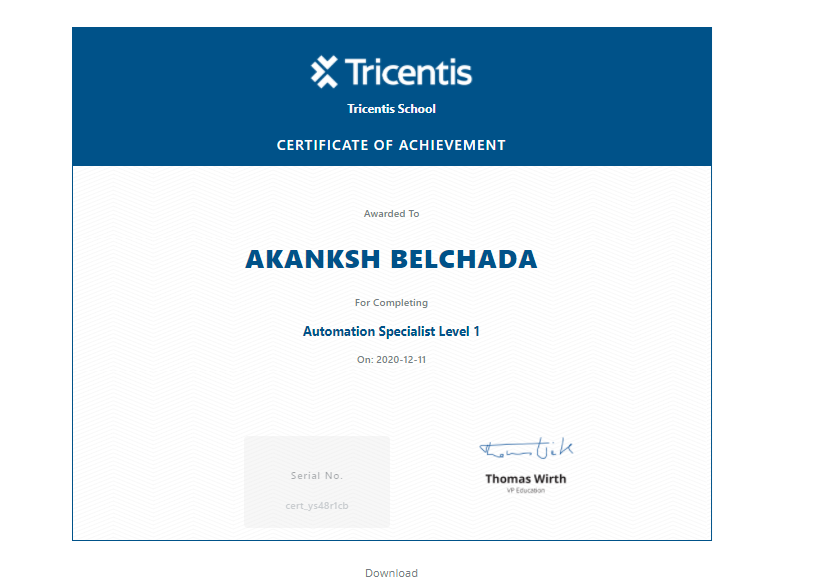 Tricentis
Tricentis School
CERTIFICATE OF ACHIEVEMENT
Awarded To
AKANKSH BELCHADA
For Completing
Automation Specialist Level 1
On: 2020-12-11
Serial No.
cert_ys48r1cb
Thomas Wirth
VP Education
Download